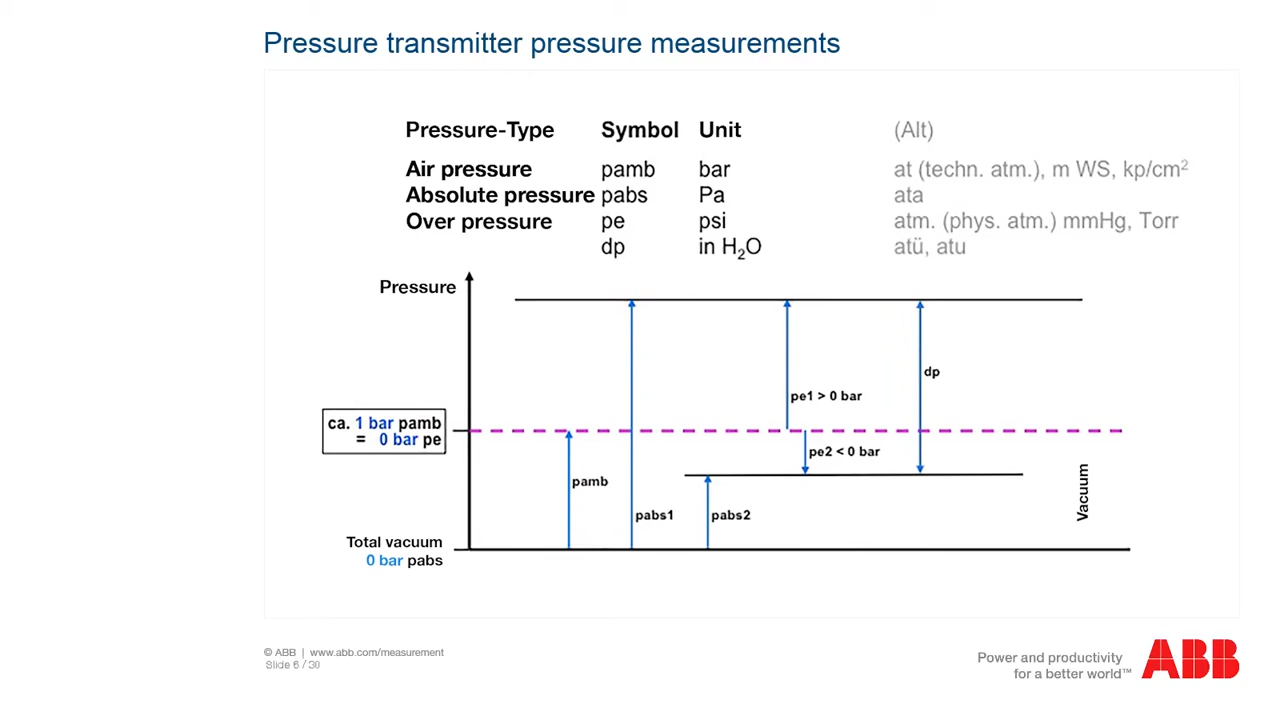 Pressure transmitter pressure measurements
Pressure-Type Symbol Unit (Alt)
Air pressure pamb bar at (techn. atm.), m WS, kp/cm²
Absolute pressure pabs Pa ata
Over pressure pe psi atm. (phys. atm.) mmHg, Torr
dp in H₂O atü, atu
Pressure
dp
pe1 > 0 bar
ca. 1 bar pamb
= 0 bar pe
pe2 < 0 bar
pamb
Vacuum
pabs1
pabs2
Total vacuum
0 bar pabs
© ABB | www.abb.com/measurement
Slide 6 / 30
Power and productivity
for a better world™
ABB